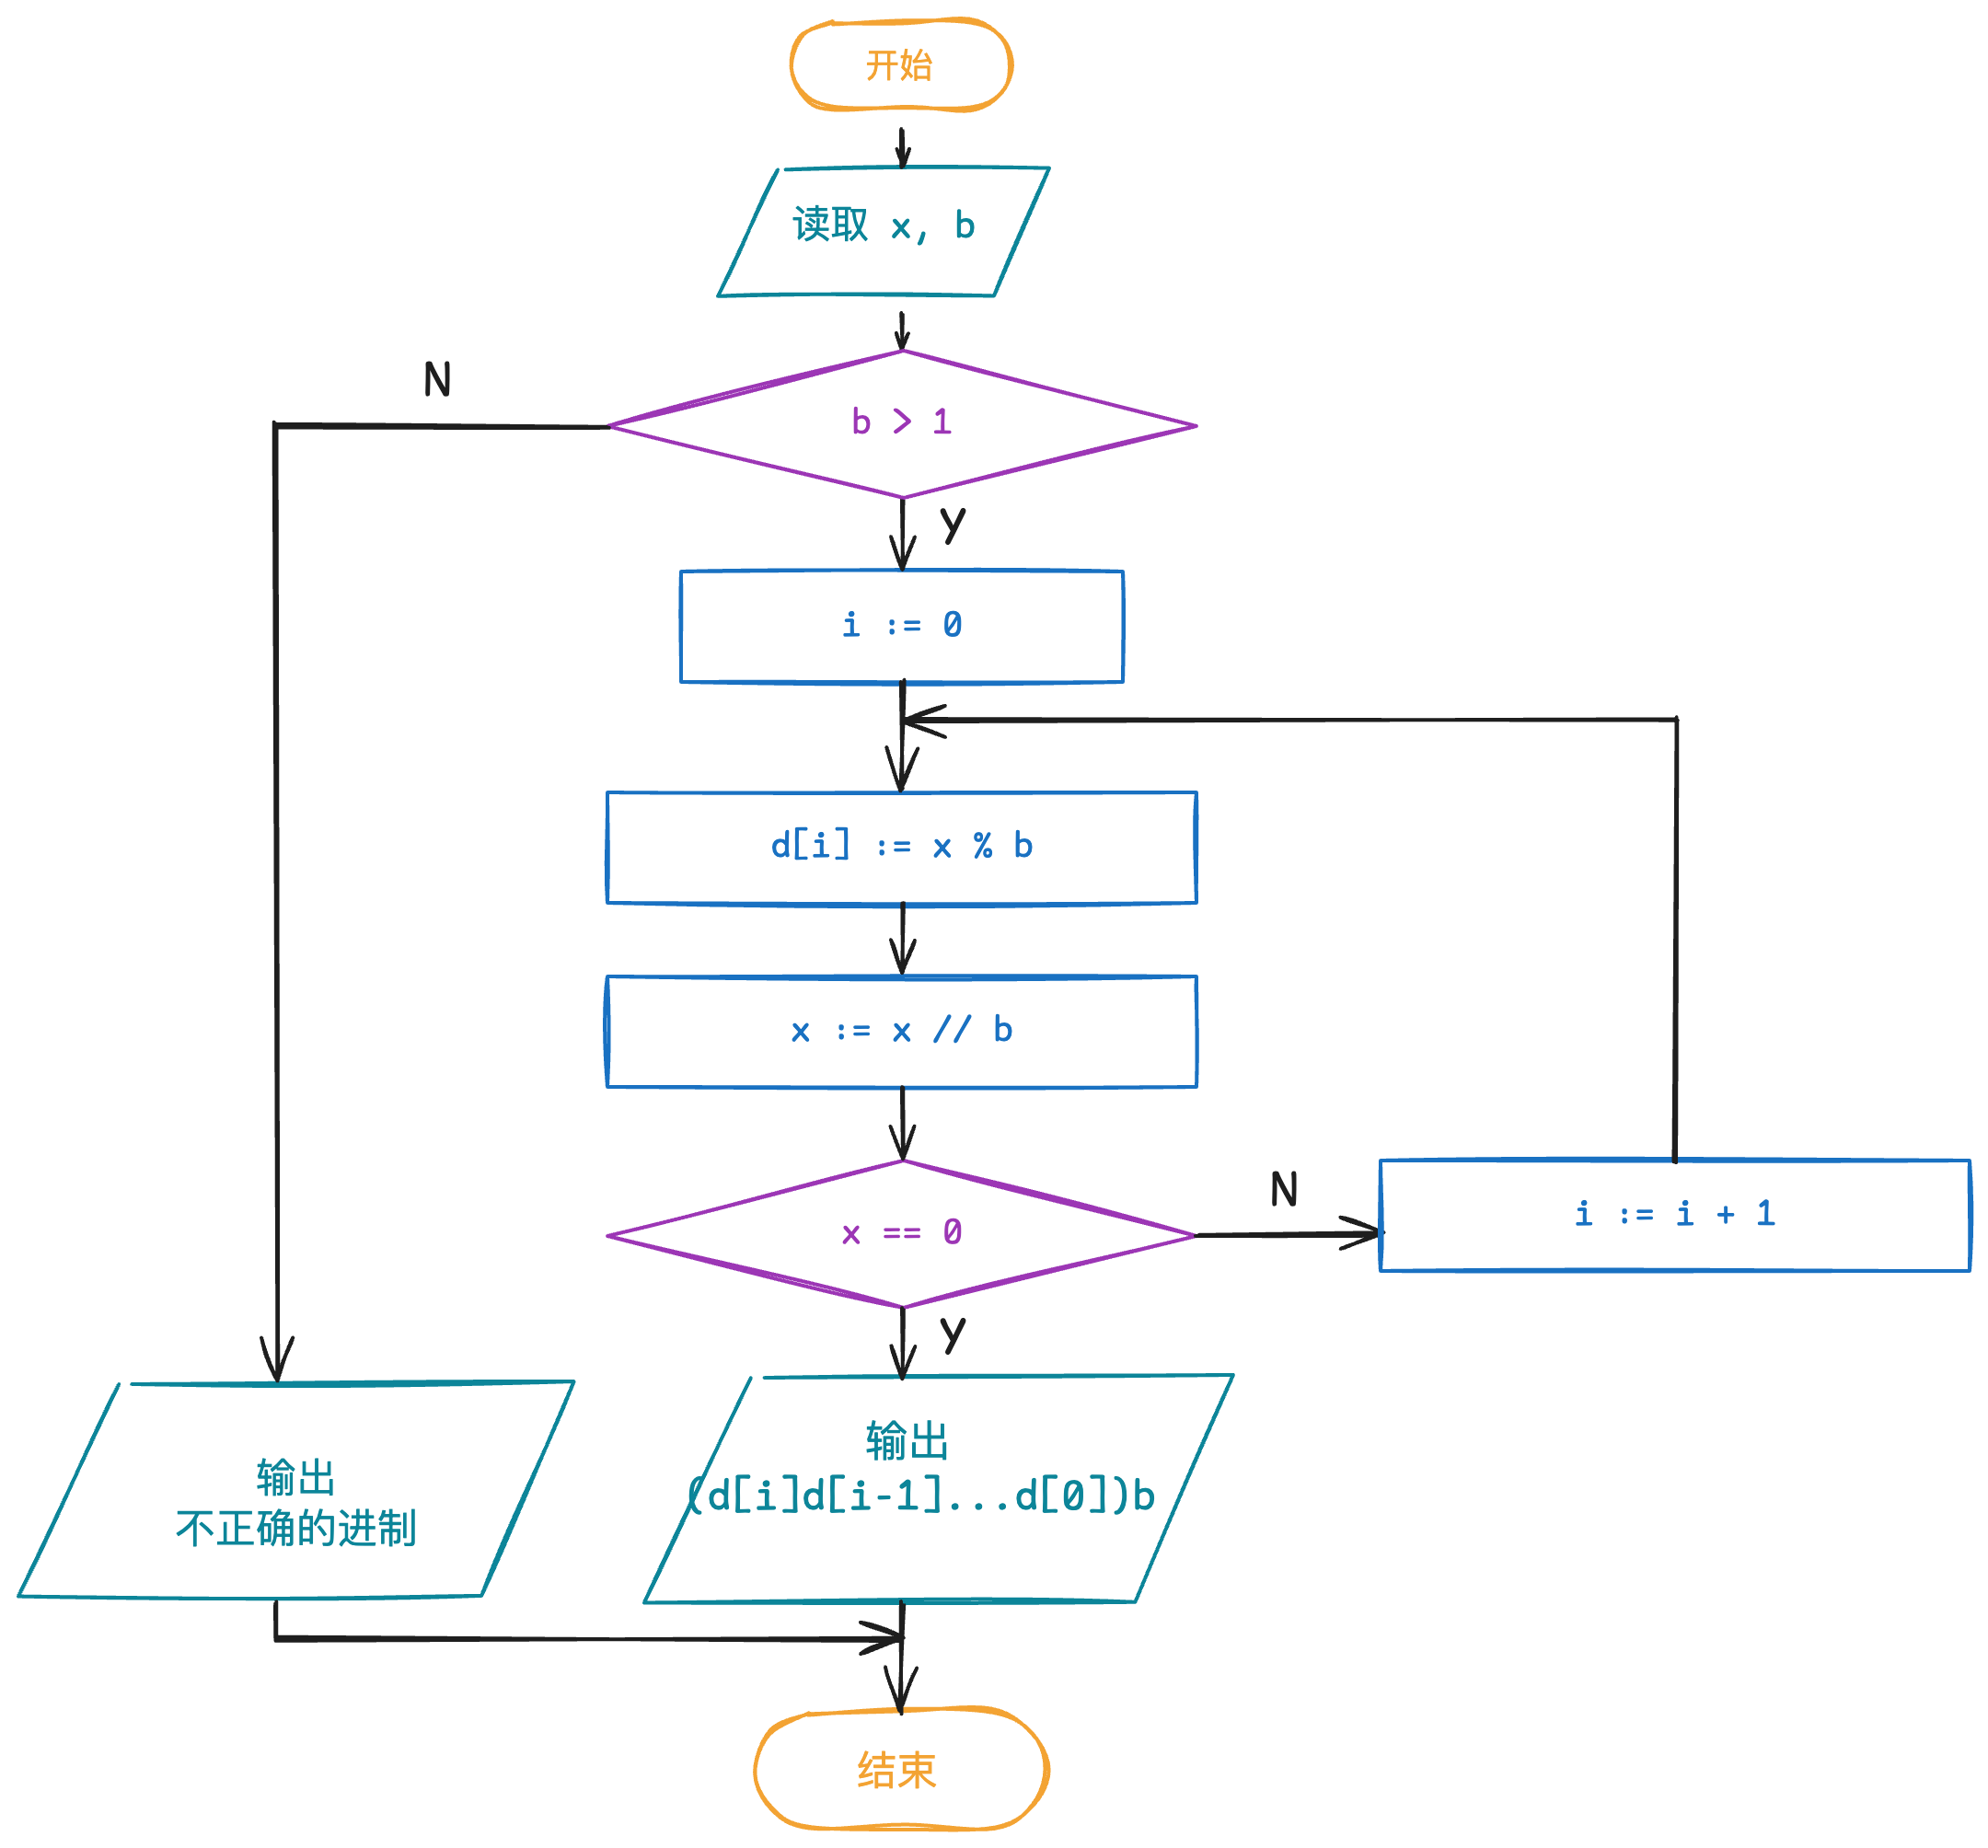 开始
读取 x, b
N
b > 1
y
i := 0
d[i] := x % b
x := x // b
N
x == 0
i := i + 1
y
输出
(d[i]d[i-1]...d[0])b
输出
不正确的进制
结束